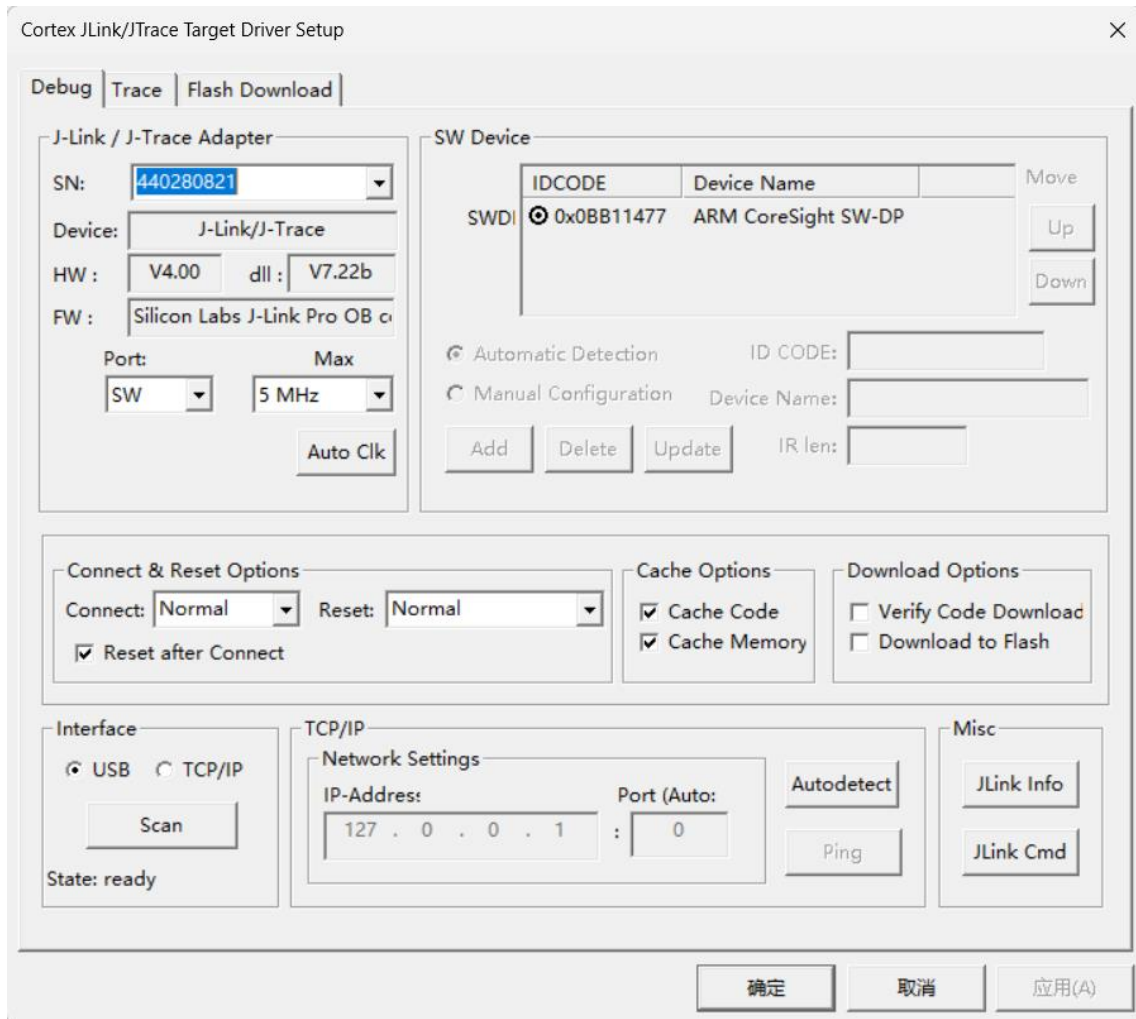 Cortex JLink/JTrace Target Driver Setup
Debug Trace Flash Download
J-Link / J-Trace Adapter
SN: 440280821
Device: J-Link/J-Trace
HW : V4.00 dll : V7.22b
FW : Silicon Labs J-Link Pro OB c
Port: Max
SW 5 MHz
Auto Clk
SW Device
IDCODE Device Name Move
SWDI 0x0BB11477 ARM CoreSight SW-DP
Up
Down
Automatic Detection ID CODE:
Manual Configuration Device Name:
Add Delete Update IR len:
Connect & Reset Options
Connect: Normal Reset: Normal
Reset after Connect
Cache Options
Cache Code
Cache Memory
Download Options
Verify Code Download
Download to Flash
Interface
USB TCP/IP
Scan
State: ready
TCP/IP
Network Settings
IP-Address Port (Auto:
127 . 0 . 0 . 1 : 0
Autodetect
Ping
Misc
JLink Info
JLink Cmd
确定 取消 应用(A)